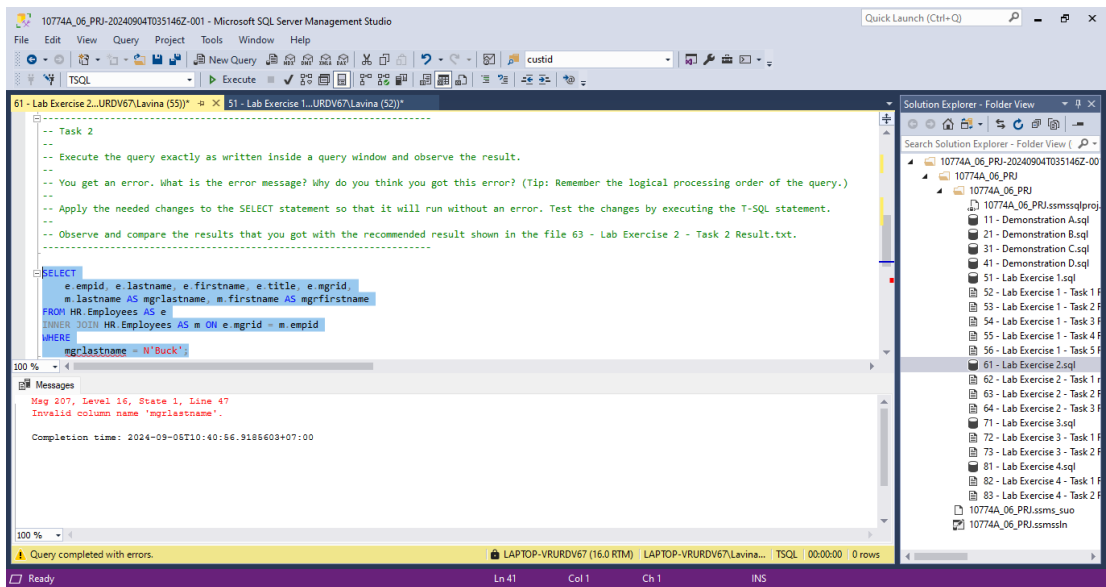 10774A_06_PRJ-20240904T035146Z-001 - Microsoft SQL Server Management Studio
Quick Launch (Ctrl+Q)
File Edit View Query Project Tools Window Help
New Query
custid
TSQL
Execute
61 - Lab Exercise 2...URDV67\Lavina (55))*
51 - Lab Exercise 1...URDV67\Lavina (52))*
-- Task 2
--
-- Execute the query exactly as written inside a query window and observe the result.
--
-- You get an error. What is the error message? Why do you think you got this error? (Tip: Remember the logical processing order of the query.)
--
-- Apply the needed changes to the SELECT statement so that it will run without an error. Test the changes by executing the T-SQL statement.
--
-- Observe and compare the results that you got with the recommended result shown in the file 63 - Lab Exercise 2 - Task 2 Result.txt.
SELECT
e.empid, e.lastname, e.firstname, e.title, e.mgrid,
m.lastname AS mgrlastname, m.firstname AS mgrfirstname
FROM HR.Employees AS e
INNER JOIN HR.Employees AS m ON e.mgrid = m.empid
WHERE
mgrlastname = N'Buck';
100 %
Messages
Msg 207, Level 16, State 1, Line 47
Invalid column name 'mgrlastname'.
Completion time: 2024-09-05T10:40:56.9185603+07:00
100 %
Query completed with errors.
LAPTOP-VRURDV67 (16.0 RTM)
LAPTOP-VRURDV67\Lavina...
TSQL
00:00:00
0 rows
Solution Explorer - Folder View
Search Solution Explorer - Folder View (
10774A_06_PRJ-20240904T035146Z-00
10774A_06_PRJ
10774A_06_PRJ
10774A_06_PRJ.ssmssqlproj.
11 - Demonstration A.sql
21 - Demonstration B.sql
31 - Demonstration C.sql
41 - Demonstration D.sql
51 - Lab Exercise 1.sql
52 - Lab Exercise 1 - Task 1 F
53 - Lab Exercise 1 - Task 2 F
54 - Lab Exercise 1 - Task 3 F
55 - Lab Exercise 1 - Task 4 F
56 - Lab Exercise 1 - Task 5 F
61 - Lab Exercise 2.sql
62 - Lab Exercise 2 - Task 1 r
63 - Lab Exercise 2 - Task 2 F
64 - Lab Exercise 2 - Task 3 F
71 - Lab Exercise 3.sql
72 - Lab Exercise 3 - Task 1 F
73 - Lab Exercise 3 - Task 2 F
81 - Lab Exercise 4.sql
82 - Lab Exercise 4 - Task 1 F
83 - Lab Exercise 4 - Task 2 F
10774A_06_PRJ.ssms_suo
10774A_06_PRJ.ssmssln
Ready
Ln 41
Col 1
Ch 1
INS